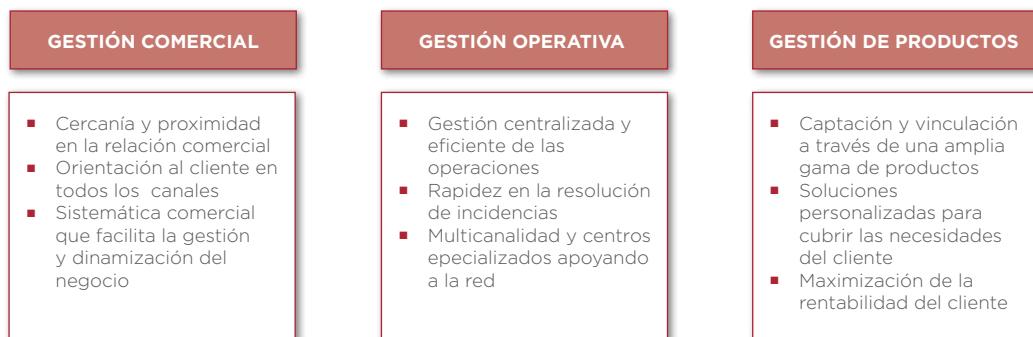 GESTIÓN COMERCIAL
▪ Cercanía y proximidad
en la relación comercial
▪ Orientación al cliente en
todos los canales
▪ Sistemática comercial
que facilita la gestión
y dinamización del
negocio
GESTIÓN OPERATIVA
▪ Gestión centralizada y
eficiente de las
operaciones
▪ Rapidez en la resolución
de incidencias
▪ Multicanalidad y centros
epecializados apoyando
a la red
GESTIÓN DE PRODUCTOS
▪ Captación y vinculación
a través de una amplia
gama de productos
▪ Soluciones
personalizadas para
cubrir las necesidades
del cliente
▪ Maximización de la
rentabilidad del cliente